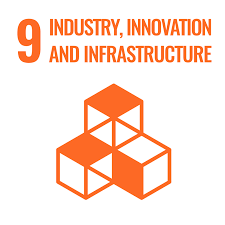 9 INDUSTRY, INNOVATION
AND INFRASTRUCTURE